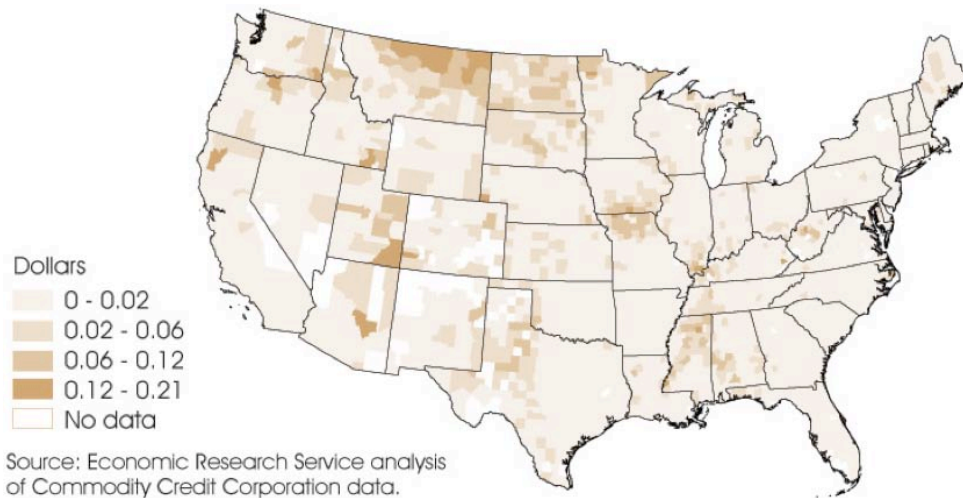 Dollars
0 - 0.02
0.02 - 0.06
0.06 - 0.12
0.12 - 0.21
No data
Source: Economic Research Service analysis
of Commodity Credit Corporation data.